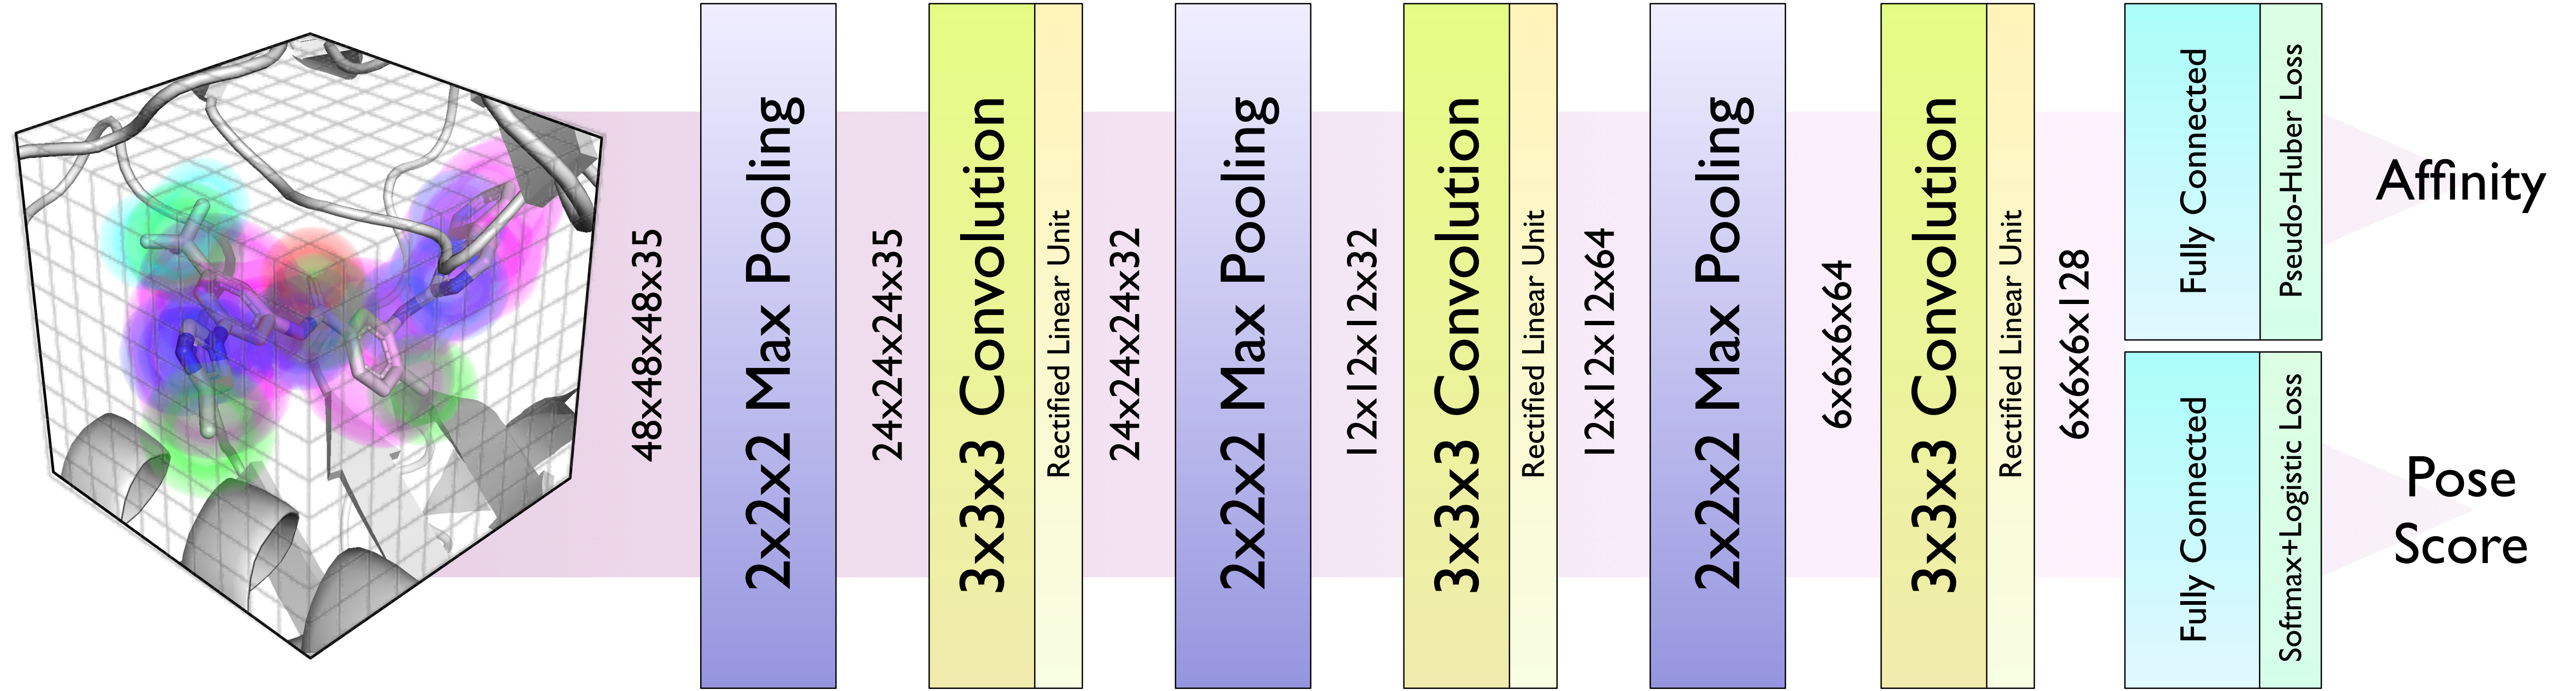 48x48x48x35
2x2x2 Max Pooling
24x24x24x35
3x3x3 Convolution
Rectified Linear Unit
24x24x24x32
2x2x2 Max Pooling
12x12x12x32
3x3x3 Convolution
Rectified Linear Unit
12x12x12x64
2x2x2 Max Pooling
6x6x6x64
3x3x3 Convolution
Rectified Linear Unit
6x6x6x128
Fully Connected
Pseudo-Huber Loss
Affinity
Fully Connected
Softmax+Logistic Loss
Pose
Score